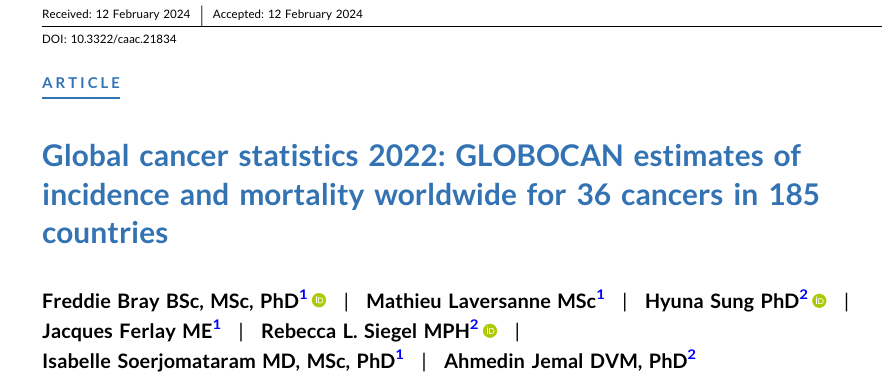 Received: 12 February 2024 | Accepted: 12 February 2024
DOI: 10.3322/caac.21834
ARTICLE
Global cancer statistics 2022: GLOBOCAN estimates of
incidence and mortality worldwide for 36 cancers in 185
countries
Freddie Bray BSc, MSc, PhD1 iD | Mathieu Laversanne MSc1 | Hyuna Sung PhD2 iD |
Jacques Ferlay ME1 | Rebecca L. Siegel MPH2 iD |
Isabelle Soerjomataram MD, MSc, PhD1 | Ahmedin Jemal DVM, PhD2